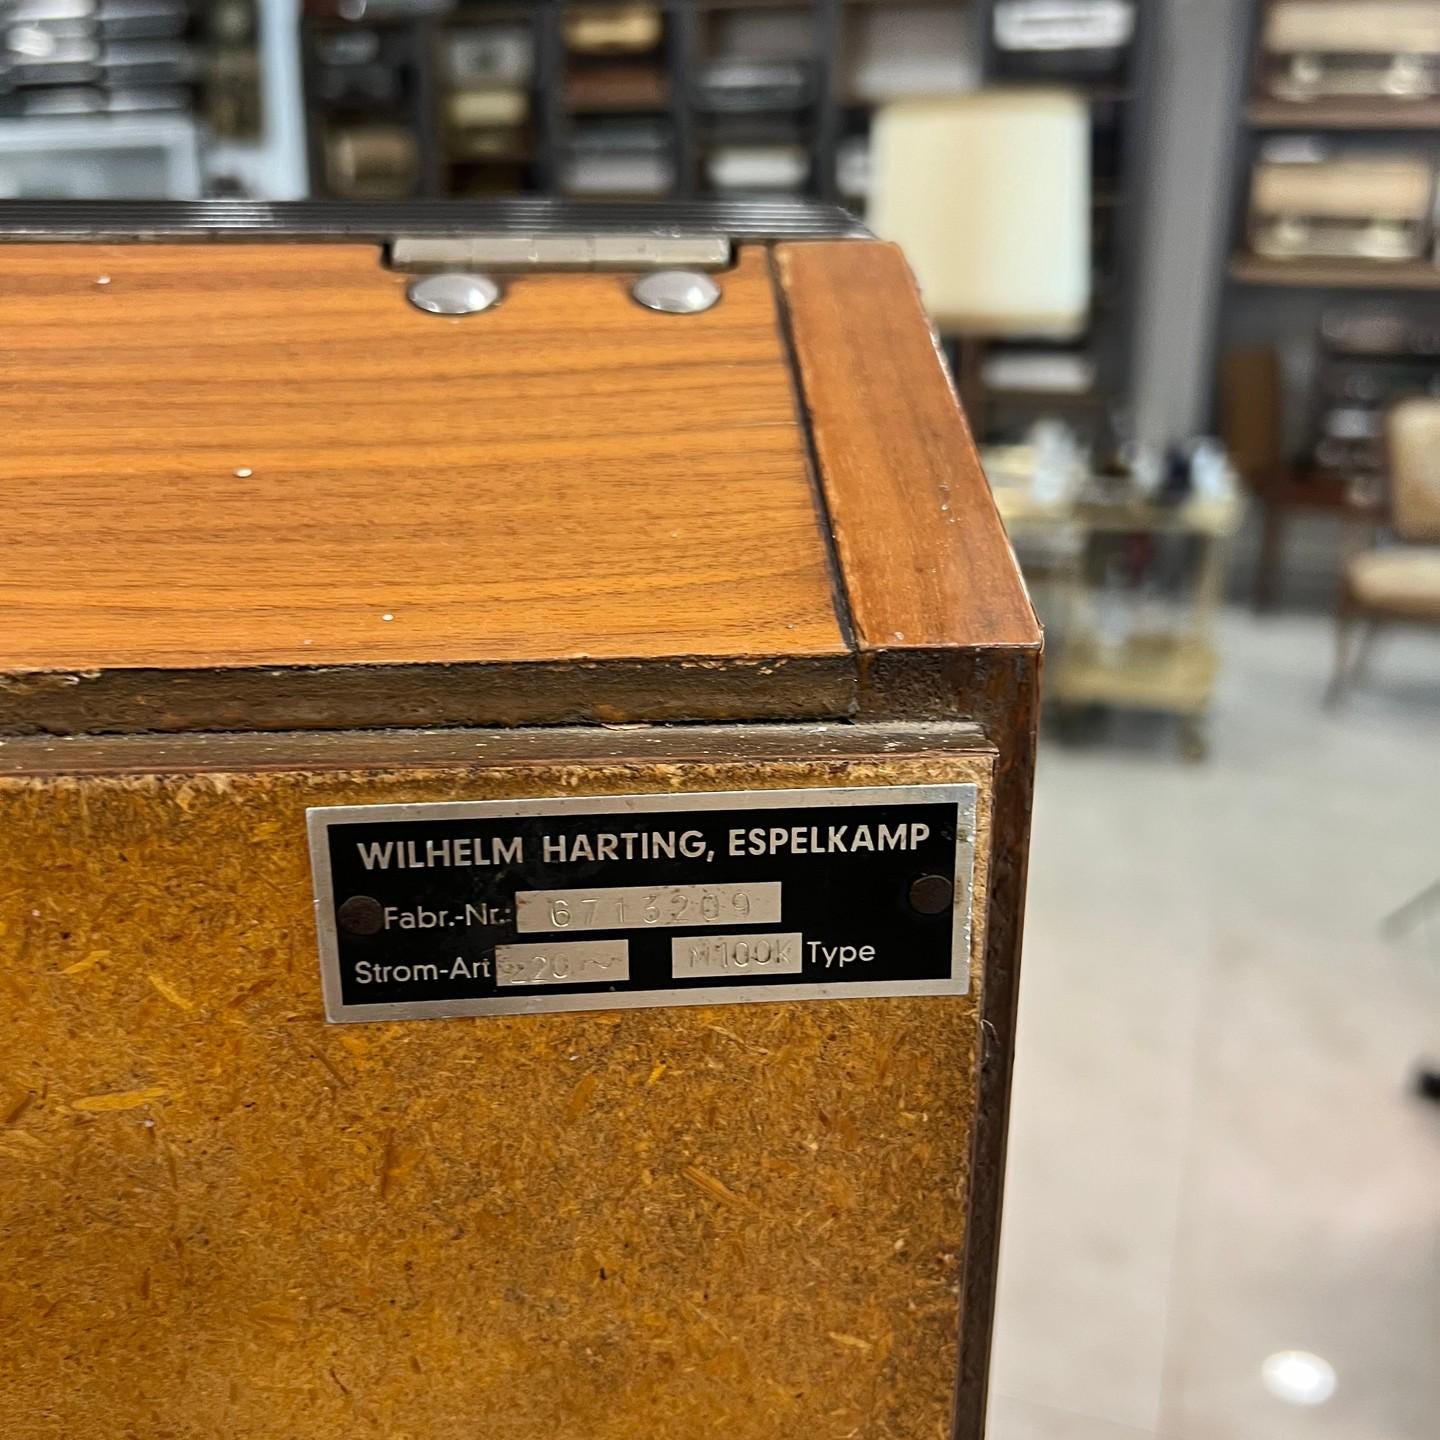 WILHELM HARTING, ESPELKAMP
Fabr.-Nr.: 6713209
Strom-Art 220~ M100K Type